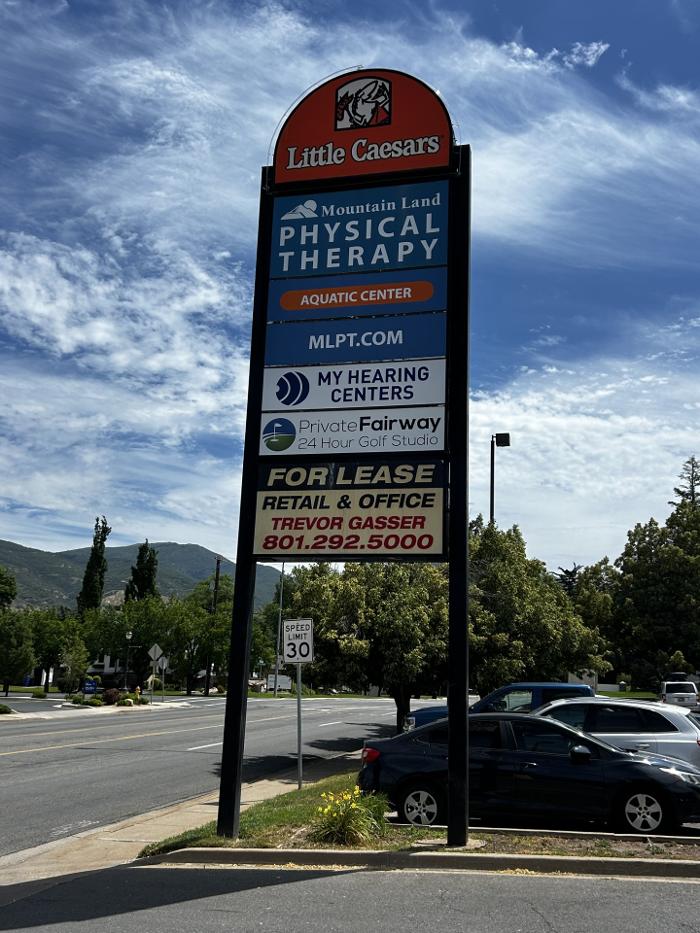 Little Caesars
Mountain Land
PHYSICAL
THERAPY
AQUATIC CENTER
MLPT.COM
MY HEARING
CENTERS
PrivateFairway
24 Hour Golf Studio
FOR LEASE
RETAIL & OFFICE
TREVOR GASSER
801.292.5000
SPEED
LIMIT
30